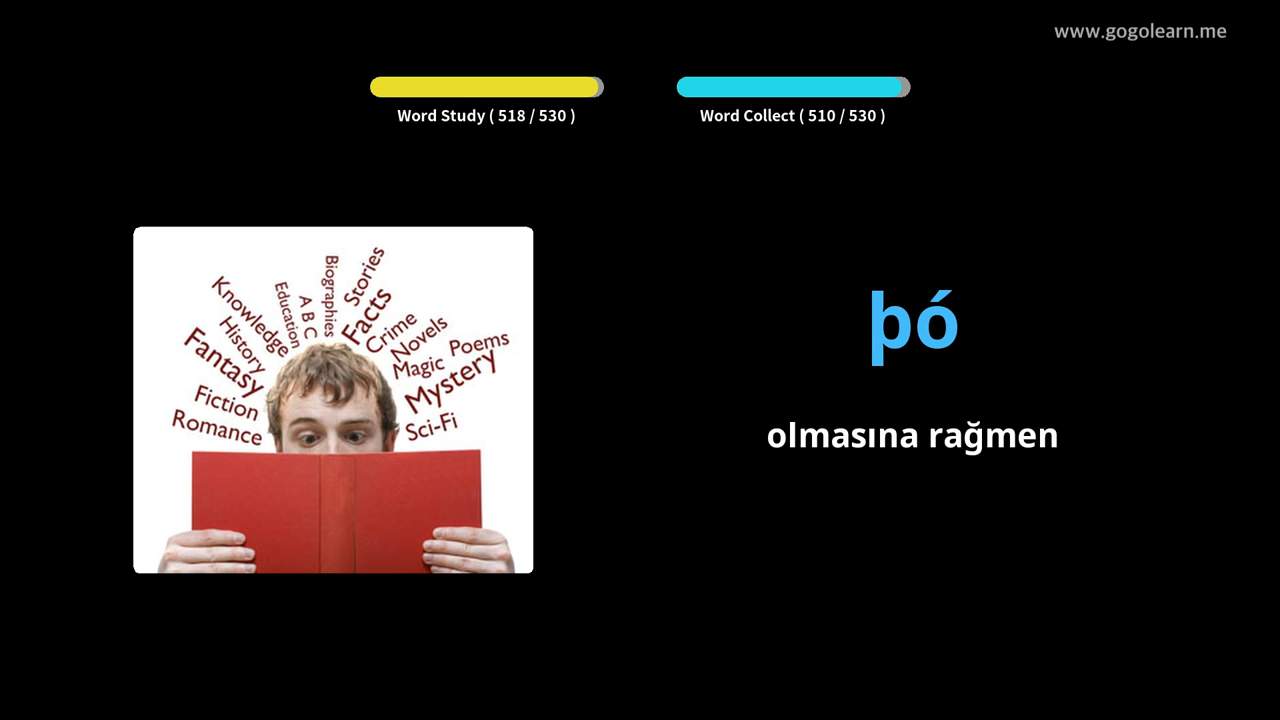 www.gogolearn.me
Word Study ( 518 / 530 )
Word Collect ( 510 / 530 )
Biographies
Stories
Education
A B C
Facts
Knowledge
Crime
History
Novels
Fantasy
Magic
Poems
Mystery
Fiction
Romance
Sci-Fi
þó
olmasına rağmen